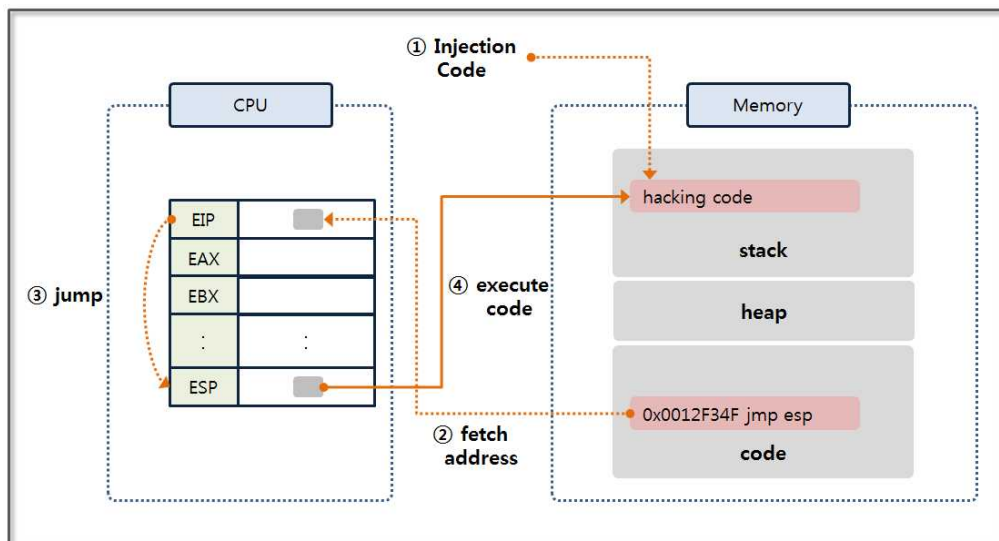 ① Injection
Code
CPU
Memory
hacking code
stack
EIP
EAX
EBX
:
:
ESP
③ jump
④ execute
code
heap
② fetch
address
0x0012F34F jmp esp
code